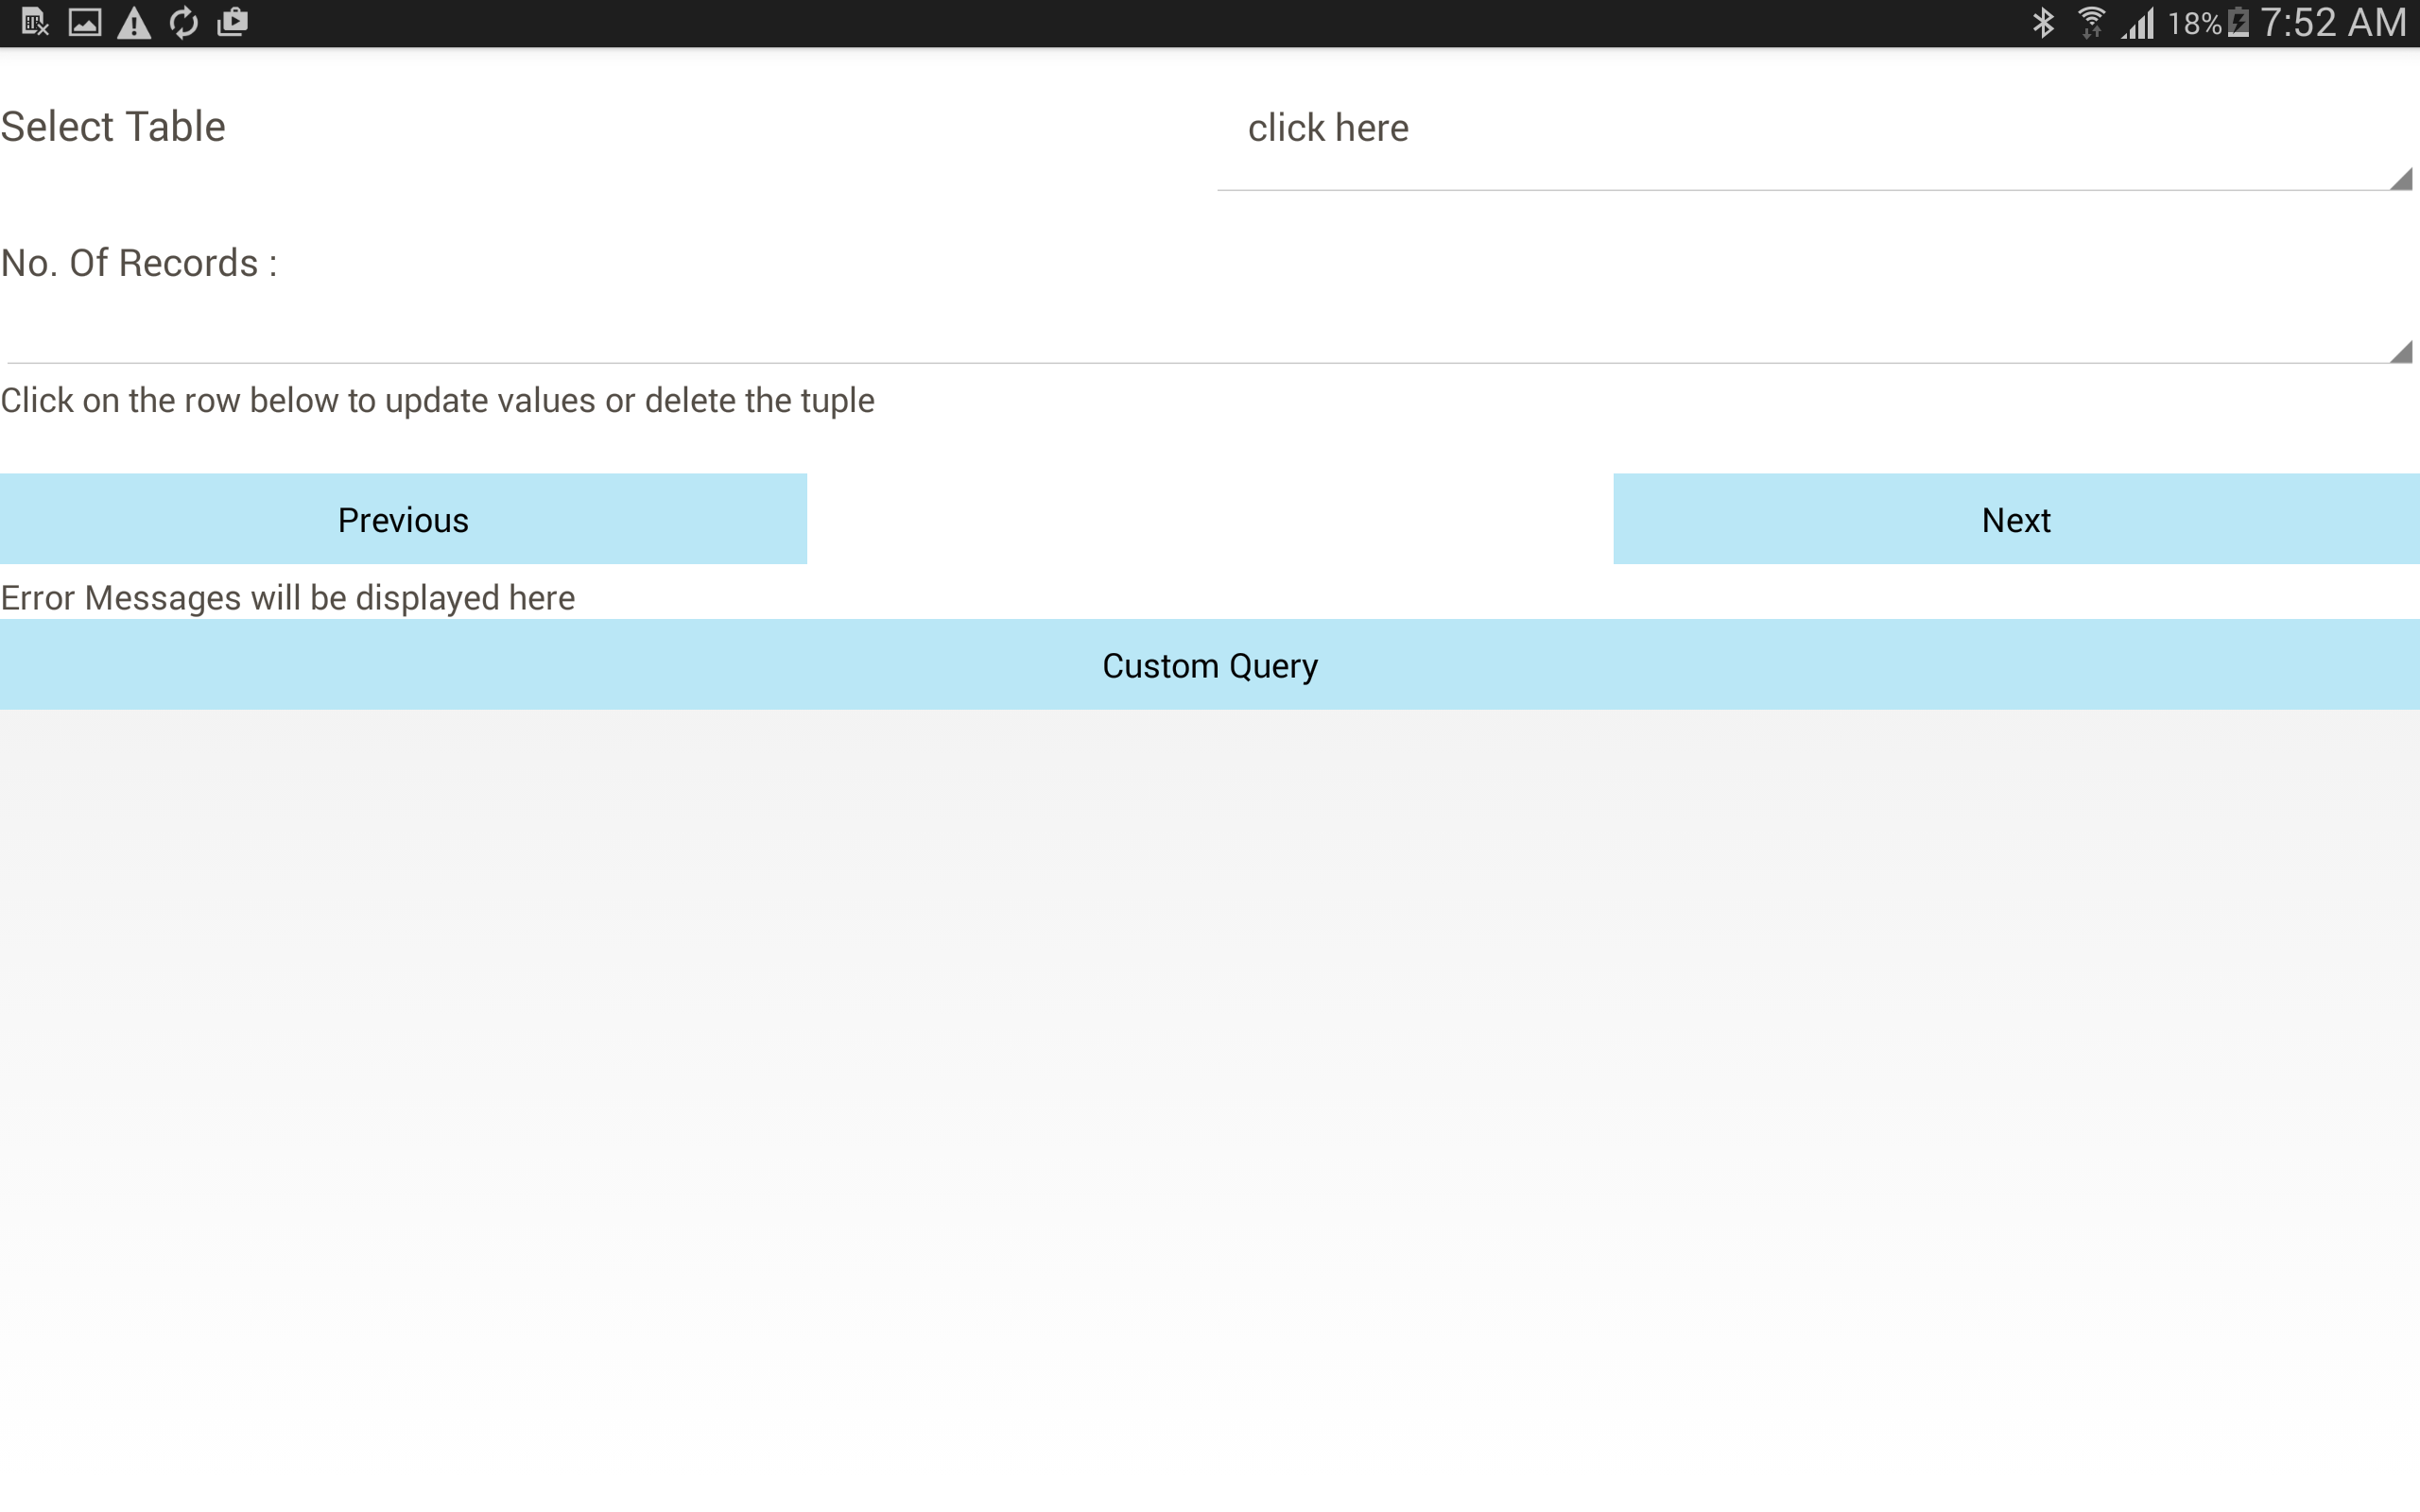 18% 7:52 AM
Select Table
click here
No. Of Records :
Click on the row below to update values or delete the tuple
Previous
Next
Error Messages will be displayed here
Custom Query